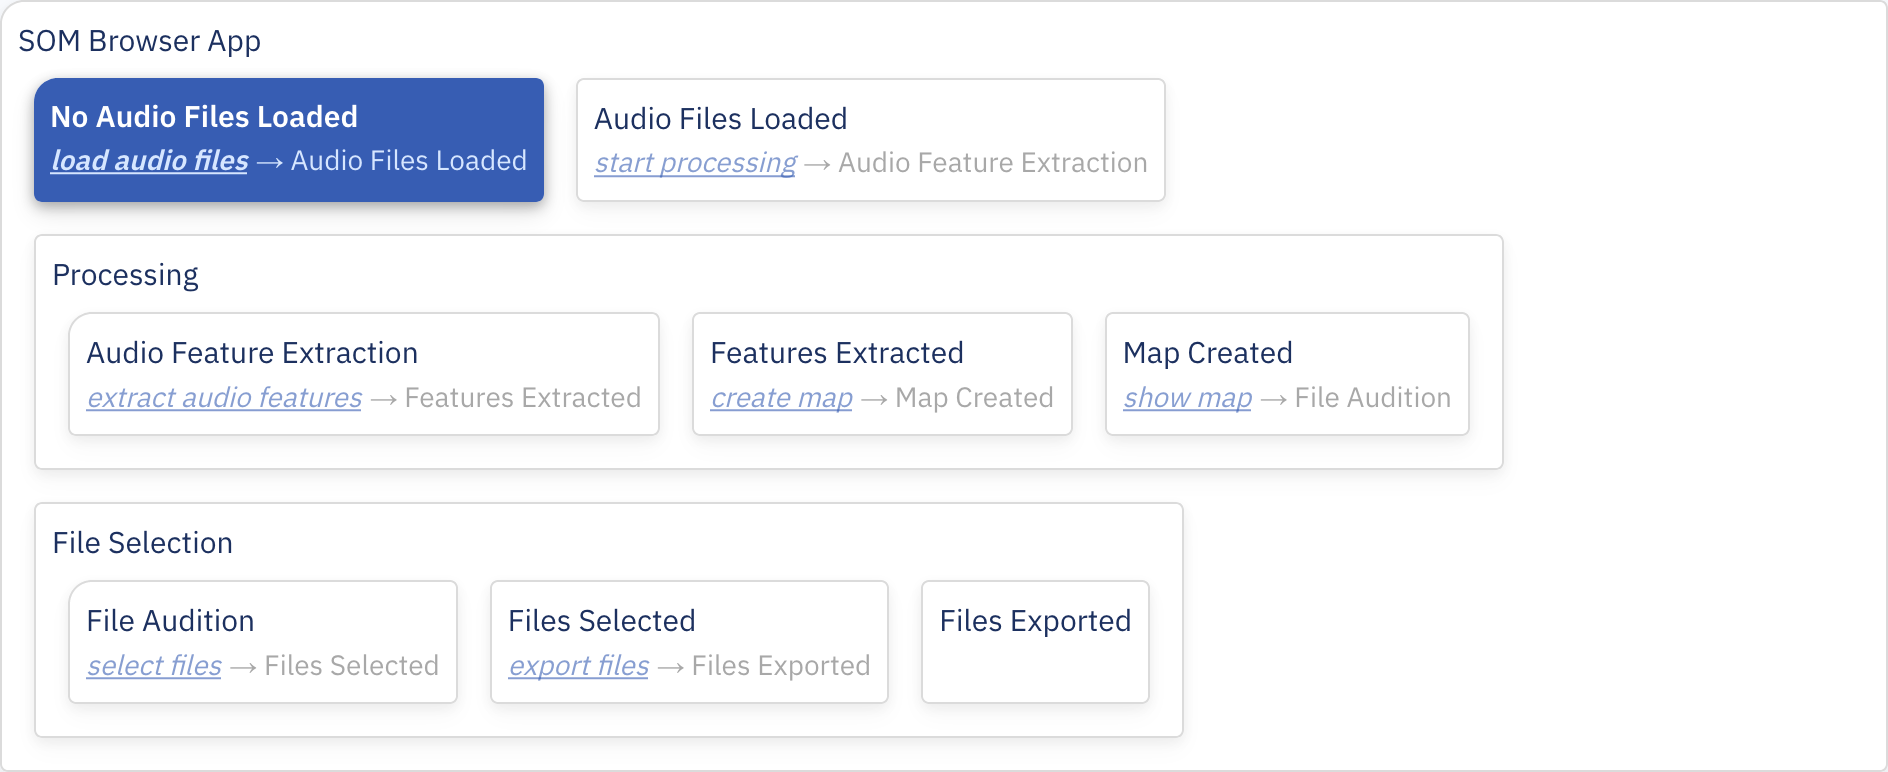 SOM Browser App
No Audio Files Loaded
load audio files → Audio Files Loaded
Audio Files Loaded
start processing → Audio Feature Extraction
Processing
Audio Feature Extraction
extract audio features → Features Extracted
Features Extracted
create map → Map Created
Map Created
show map → File Audition
File Selection
File Audition
select files → Files Selected
Files Selected
export files → Files Exported
Files Exported